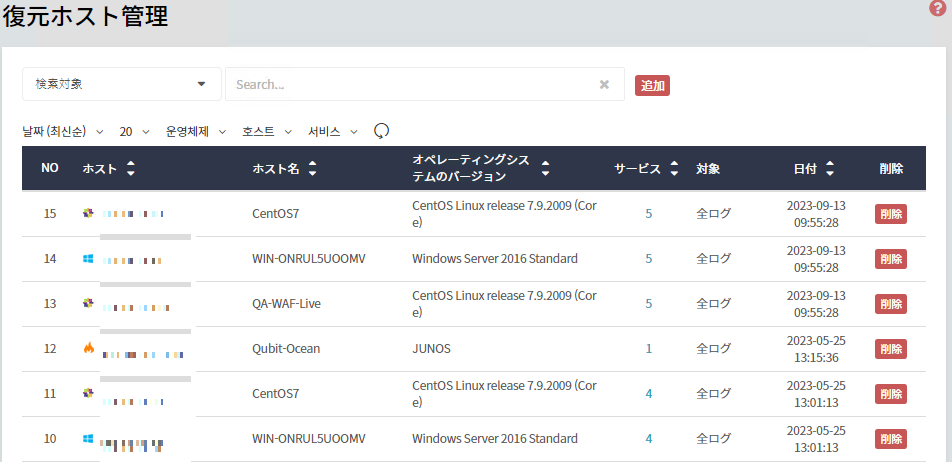 復元ホスト管理
?
検索対象
Search...
追加
날짜 (최신순) 20 운영체제 호스트 서비스
NO ホスト ホスト名 オペレーティングシス
テムのバージョン サービス 対象 日付 削除
15 CentOS7 CentOS Linux release 7.9.2009 (Cor
e) 5 全ログ 2023-09-13
09:55:28 削除
14 WIN-ONRUL5UOOMV Windows Server 2016 Standard 5 全ログ 2023-09-13
09:55:28 削除
13 QA-WAF-Live CentOS Linux release 7.9.2009 (Cor
e) 5 全ログ 2023-09-13
09:55:28 削除
12 Qubit-Ocean JUNOS 1 全ログ 2023-05-25
13:15:36 削除
11 CentOS7 CentOS Linux release 7.9.2009 (Cor
e) 4 全ログ 2023-05-25
13:01:13 削除
10 WIN-ONRUL5UOOMV Windows Server 2016 Standard 4 全ログ 2023-05-25
13:01:13 削除